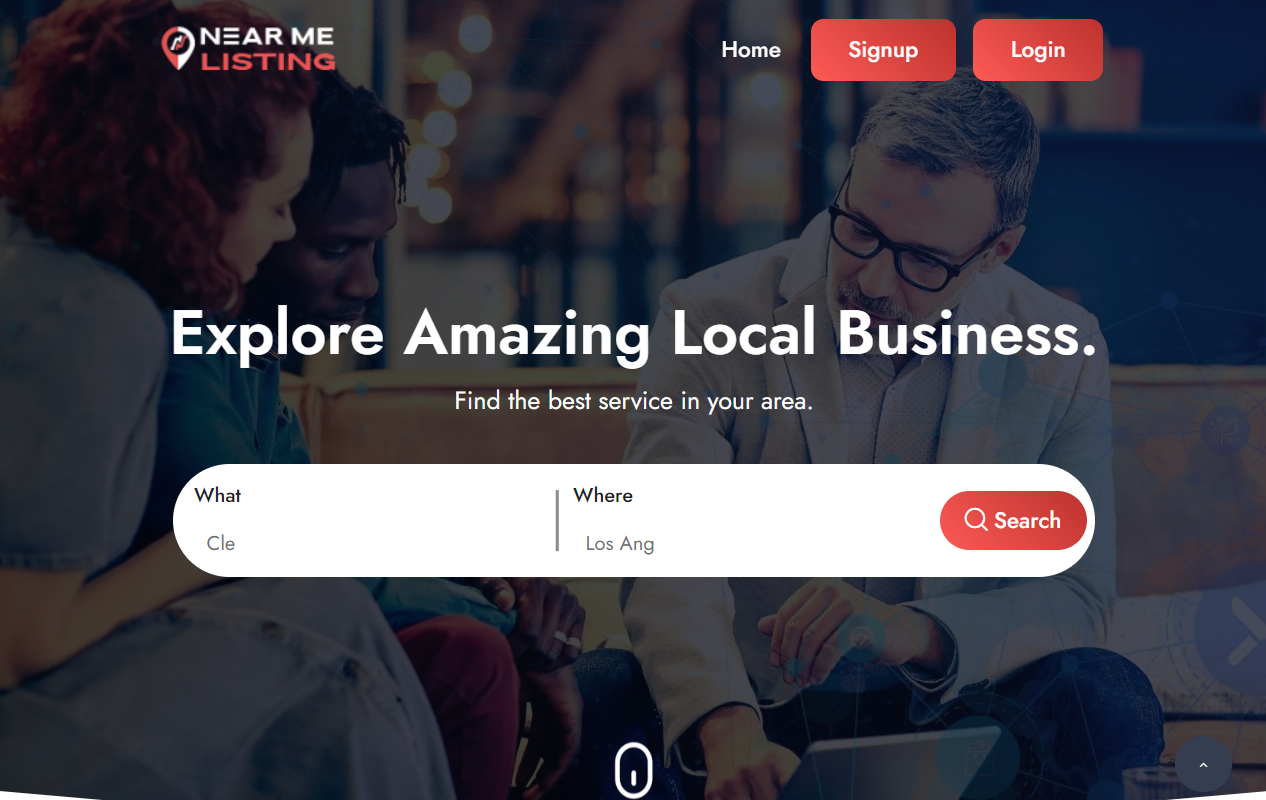 NEAR ME
LISTING
Home
Signup
Login
Explore Amazing Local Business.
Find the best service in your area.
What
Where
Cle
Los Ang
Search